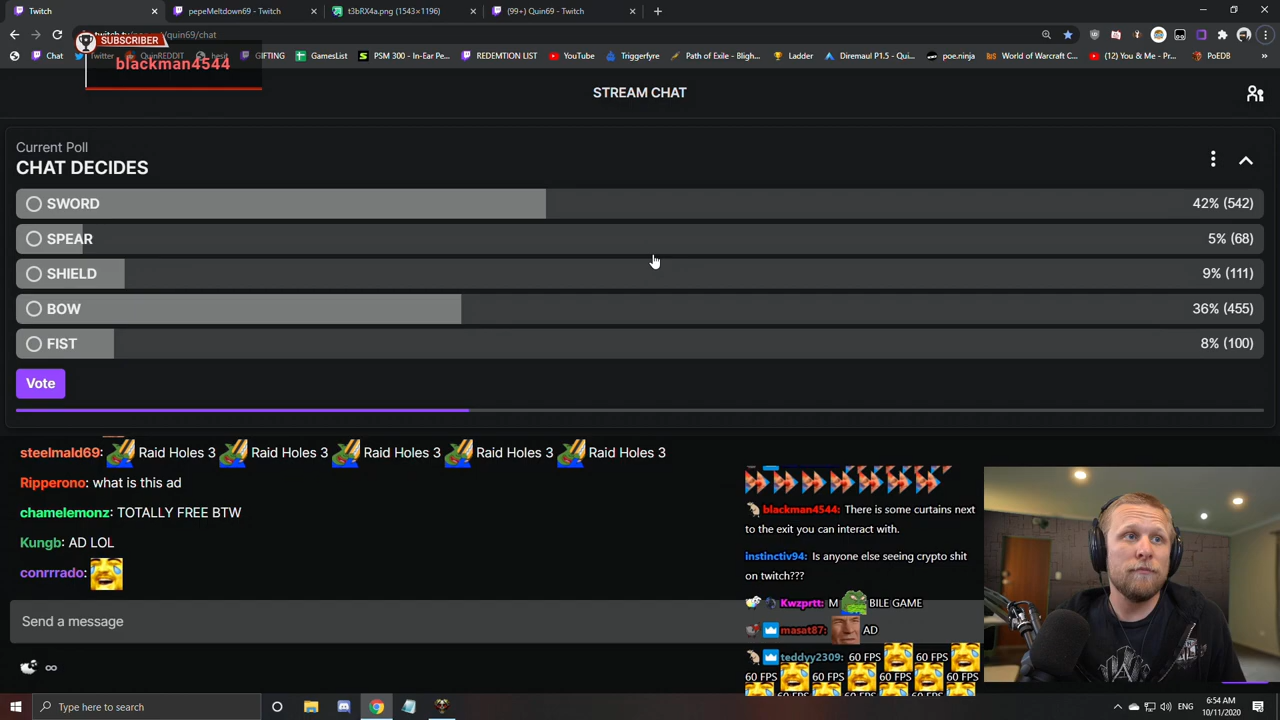 Twitch
pepeMeltdown69 - Twitch
t3bRX4a.png (1543×1196)
(99+) Quin69 - Twitch
SUBSCRIBER
blackman4544
Chat
Twitter
QuinREDDIT
GIFTING
GamesList
PSM 300 - In-Ear Pe...
REDEMTION LIST
YouTube
Triggerfyre
Path of Exile - Bligh...
Ladder
Diremaul P1.5 - Qui...
poe.ninja
World of Warcraft C...
(12) You & Me - Pr...
PoEDB
STREAM CHAT
Current Poll
CHAT DECIDES
SWORD 42% (542)
SPEAR 5% (68)
SHIELD 9% (111)
BOW 36% (455)
FIST 8% (100)
Vote
steelmald69: Raid Holes 3 Raid Holes 3 Raid Holes 3 Raid Holes 3 Raid Holes 3
Ripperono: what is this ad
chamelemonz: TOTALLY FREE BTW
Kungb: AD LOL
conrrrado:
Send a message
blackman4544: There is some curtains next
to the exit you can interact with.
instinctiv94: Is anyone else seeing crypto shit
on twitch???
Kwzprtt: M BILE GAME
masat87: AD
teddyy2309: 60 FPS 60 FPS
60 FPS 60 FPS 60 FPS 60 FPS
Type here to search
ENG
6:54 AM
10/11/2020